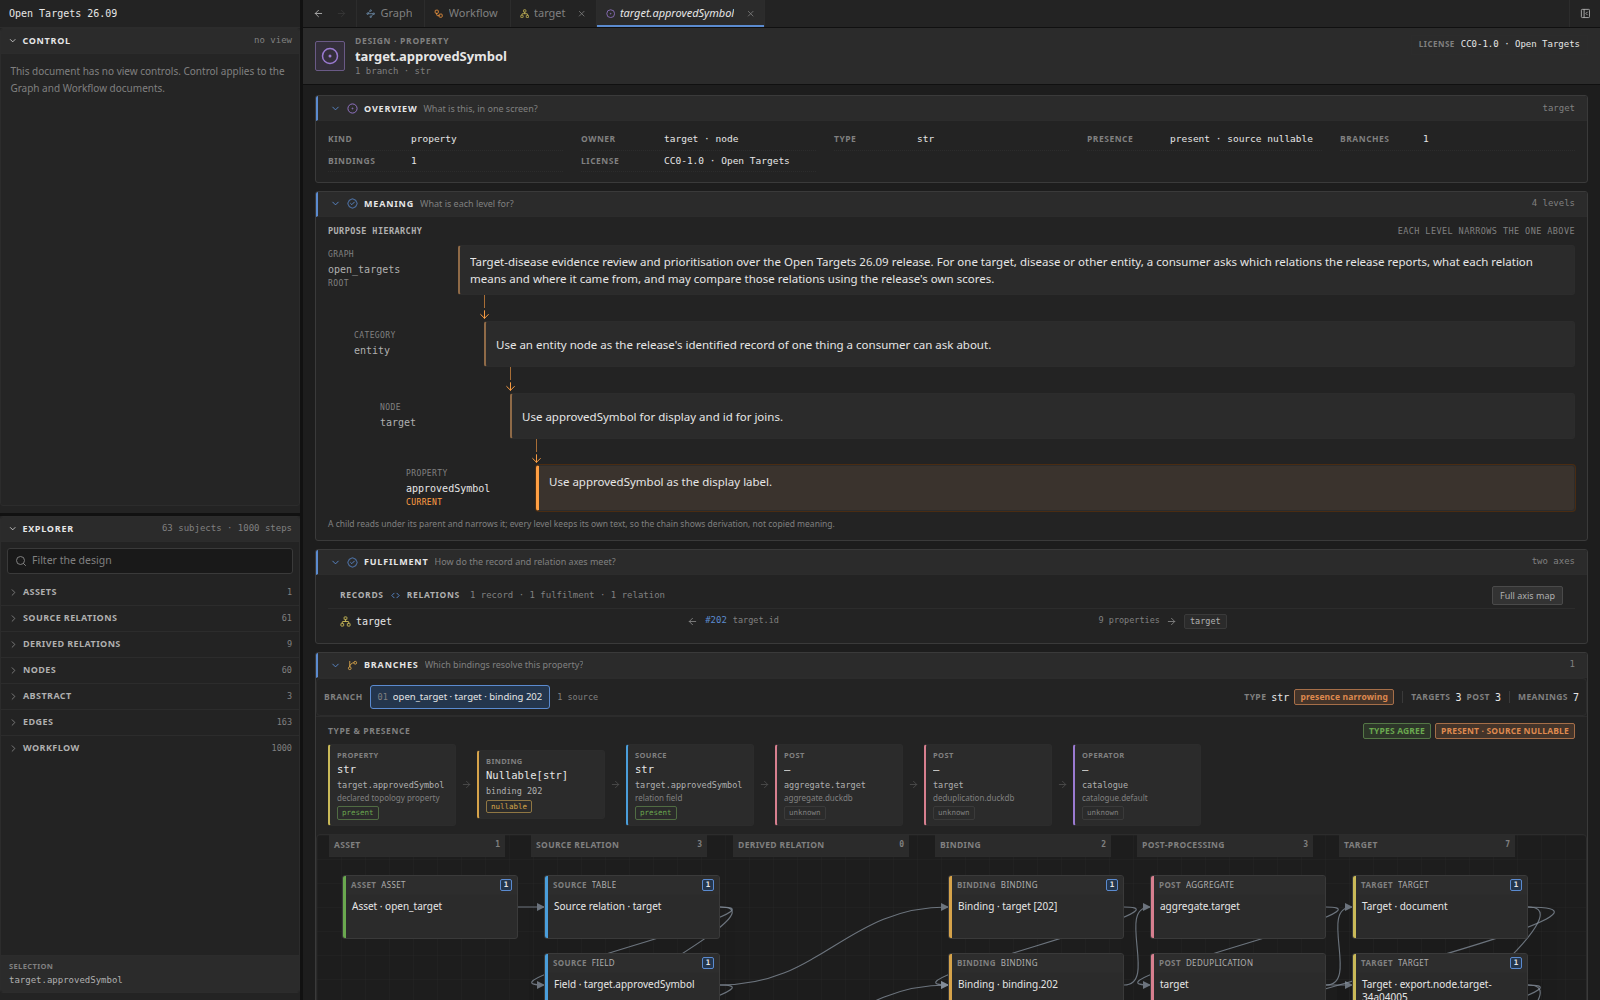 Open Targets 26.09
Graph
Workflow
target
target.approvedSymbol
CONTROL
no view
This document has no view controls. Control applies to the
Graph and Workflow documents.
DESIGN · PROPERTY
target.approvedSymbol
1 branch · str
LICENSE CC0-1.0 · Open Targets
OVERVIEW What is this, in one screen?
target
KIND property
OWNER target · node
TYPE str
PRESENCE present · source nullable
BRANCHES 1
BINDINGS 1
LICENSE CC0-1.0 · Open Targets
MEANING What is each level for?
4 levels
PURPOSE HIERARCHY
EACH LEVEL NARROWS THE ONE ABOVE
GRAPH
open_targets
ROOT
Target-disease evidence review and prioritisation over the Open Targets 26.09 release. For one target, disease or other entity, a consumer asks which relations the release reports, what each relation
means and where it came from, and may compare those relations using the release's own scores.
CATEGORY
entity
Use an entity node as the release's identified record of one thing a consumer can ask about.
NODE
target
Use approvedSymbol for display and id for joins.
PROPERTY
approvedSymbol
CURRENT
Use approvedSymbol as the display label.
A child reads under its parent and narrows it; every level keeps its own text, so the chain shows derivation, not copied meaning.
FULFILMENT How do the record and relation axes meet?
two axes
RECORDS <> RELATIONS 1 record · 1 fulfilment · 1 relation
Full axis map
target
← #202 target.id
9 properties → target
BRANCHES Which bindings resolve this property?
1
BRANCH 01 open_target · target · binding 202 1 source
TYPE str presence narrowing TARGETS 3 POST 3 MEANINGS 7
TYPE & PRESENCE
TYPES AGREE PRESENT · SOURCE NULLABLE
PROPERTY
str
target.approvedSymbol
declared topology property
present
BINDING
Nullable[str]
binding 202
nullable
SOURCE
str
target.approvedSymbol
relation field
present
POST
—
aggregate.target
aggregate.duckdb
unknown
POST
—
target
deduplication.duckdb
unknown
OPERATOR
—
catalogue
catalogue.default
unknown
ASSET 1
SOURCE RELATION 3
DERIVED RELATION 0
BINDING 2
POST-PROCESSING 3
TARGET 7
ASSET ASSET 1
Asset · open_target
SOURCE TABLE 1
Source relation · target
BINDING BINDING 1
Binding · target [202]
POST AGGREGATE
aggregate.target
TARGET TARGET 1
Target · document
SOURCE FIELD 1
Field · target.approvedSymbol
BINDING BINDING 1
Binding · binding.202
POST DEDUPLICATION
target
TARGET TARGET 1
Target · export.node.target-
34a04005
EXPLORER
63 subjects · 1000 steps
Filter the design
ASSETS 1
SOURCE RELATIONS 61
DERIVED RELATIONS 9
NODES 60
ABSTRACT 3
EDGES 163
WORKFLOW 1000
SELECTION
target.approvedSymbol